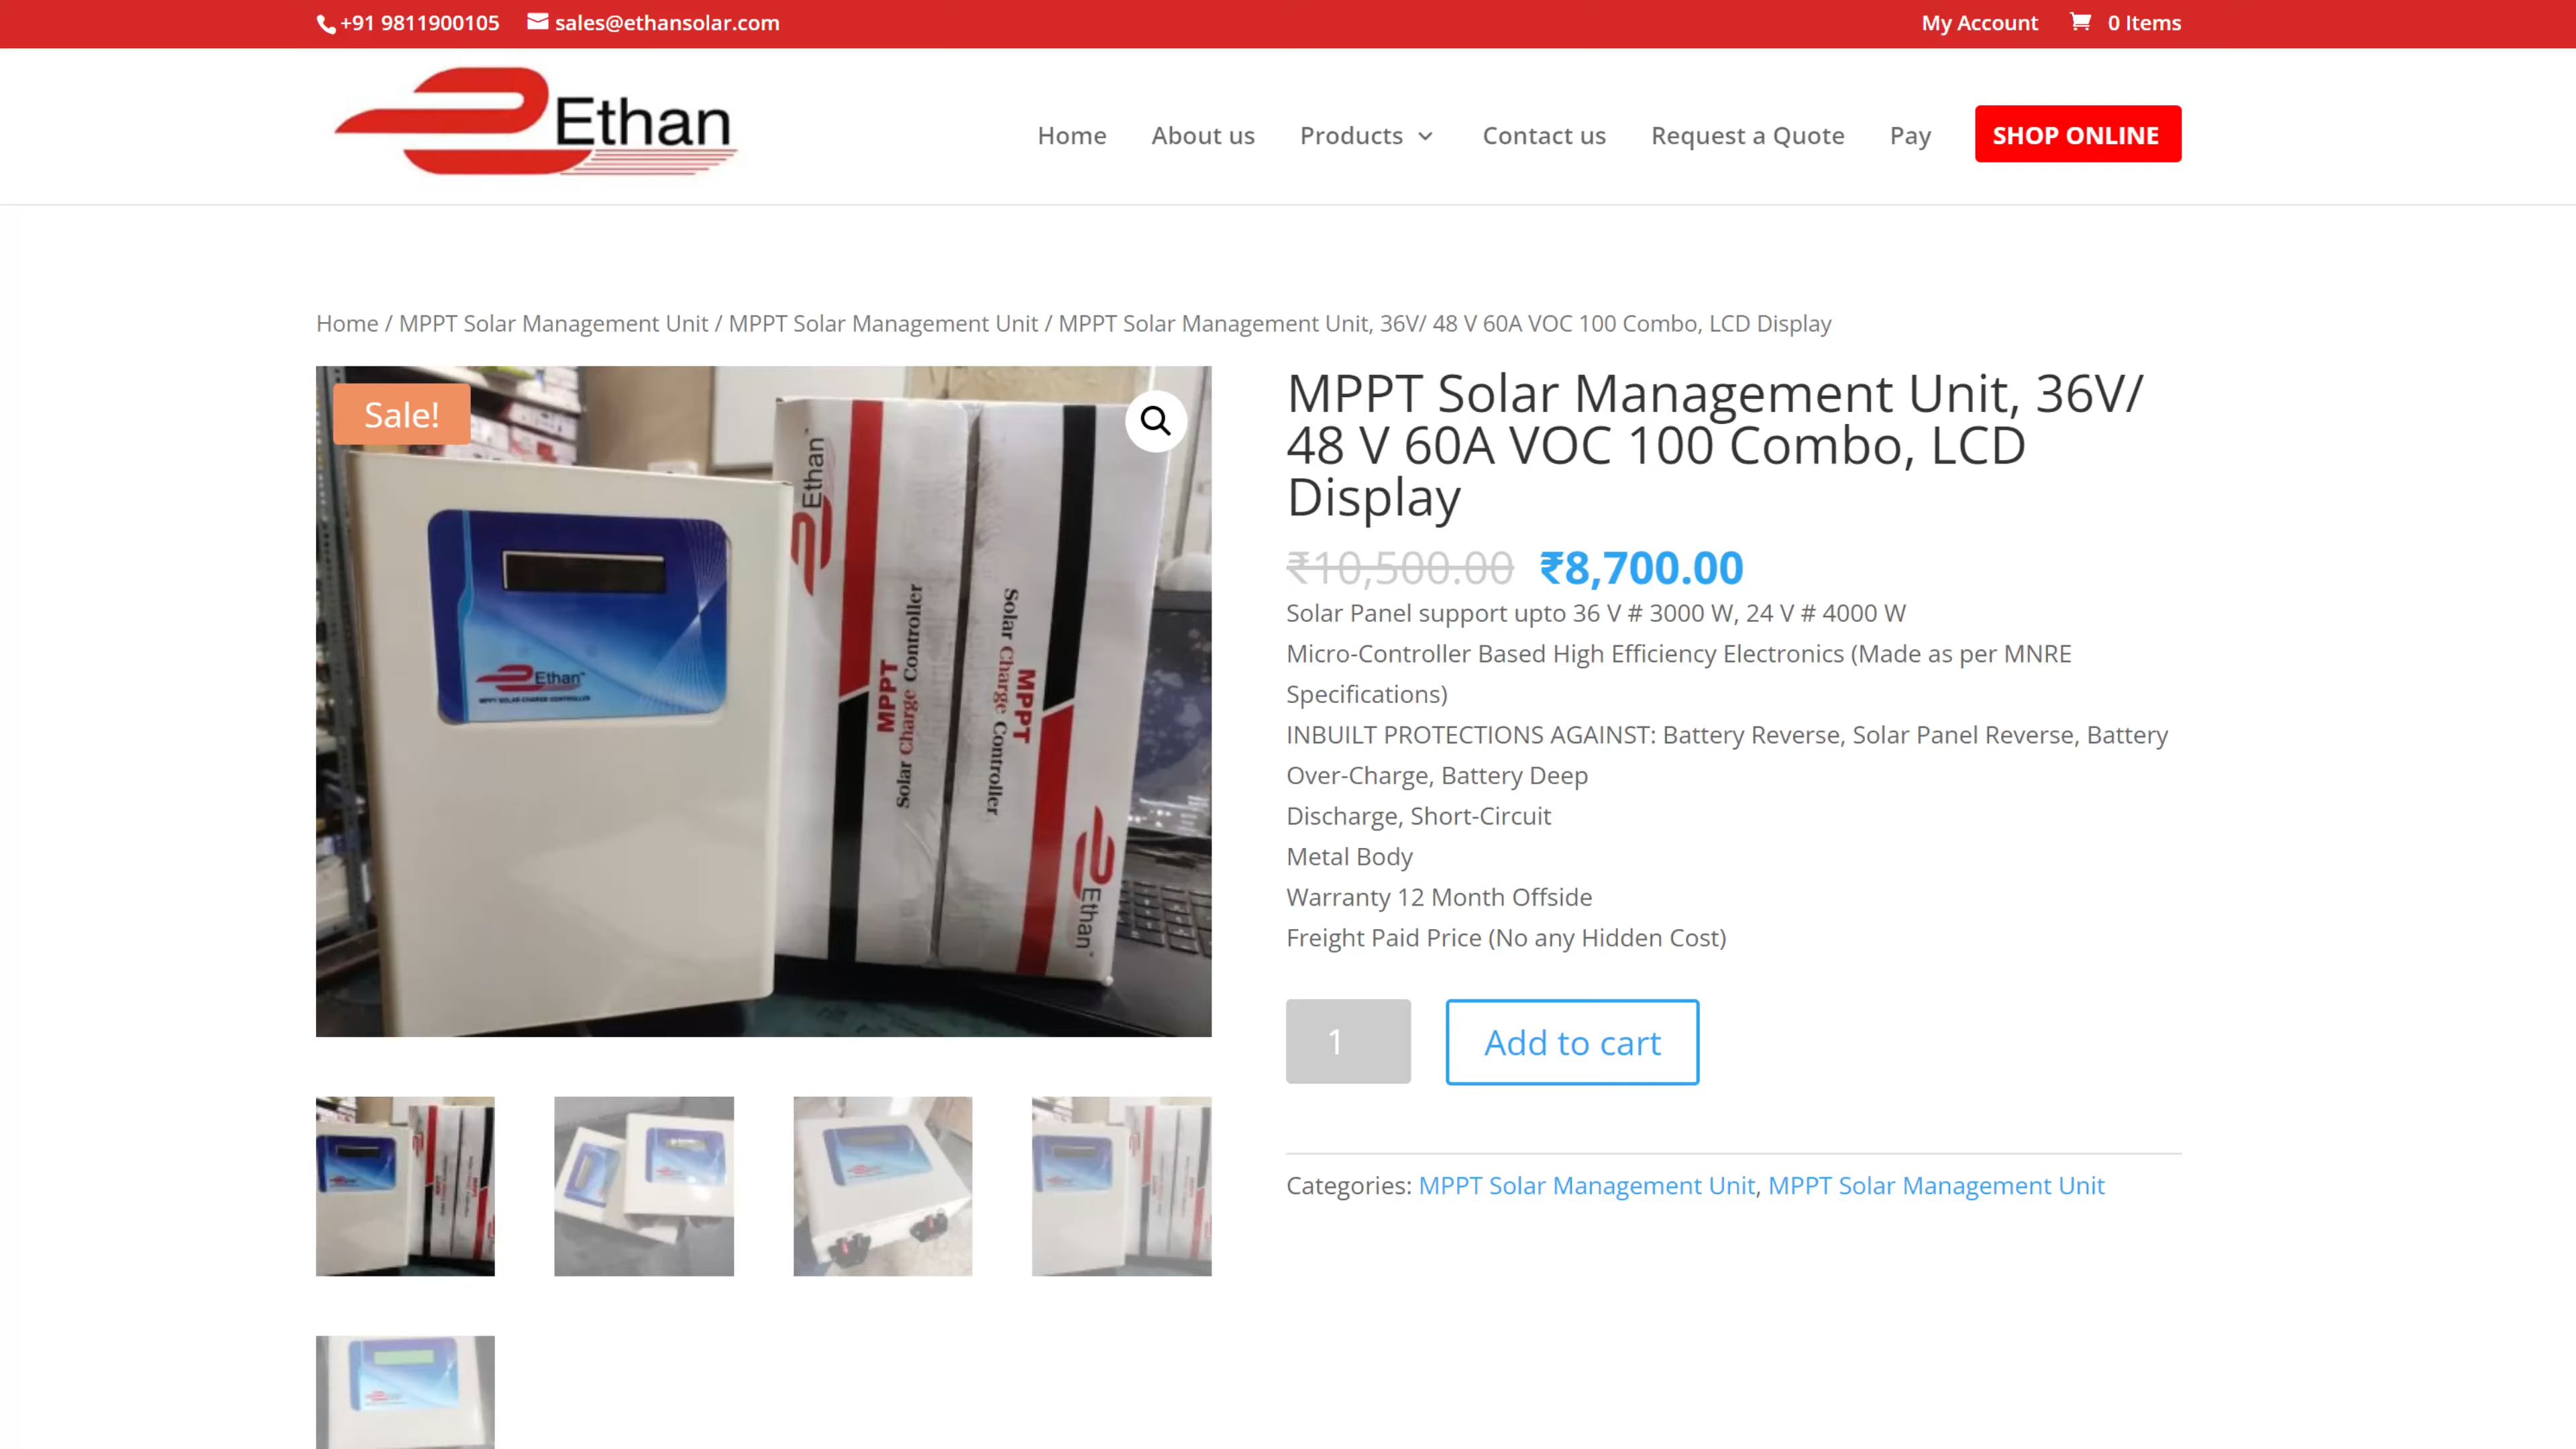 +91 9811900105 sales@ethansolar.com My Account 0 Items
Ethan
Home About us Products Contact us Request a Quote Pay SHOP ONLINE
Home / MPPT Solar Management Unit / MPPT Solar Management Unit / MPPT Solar Management Unit, 36V/ 48 V 60A VOC 100 Combo, LCD Display
Sale!
Ethan
MPPT SOLAR CHARGE CONTROLLER
Ethan
MPPT
Solar Charge Controller
MPPT
Solar Charge Controller
Ethan
MPPT Solar Management Unit, 36V/
48 V 60A VOC 100 Combo, LCD
Display
₹10,500.00 ₹8,700.00
Solar Panel support upto 36 V # 3000 W, 24 V # 4000 W
Micro-Controller Based High Efficiency Electronics (Made as per MNRE
Specifications)
INBUILT PROTECTIONS AGAINST: Battery Reverse, Solar Panel Reverse, Battery
Over-Charge, Battery Deep
Discharge, Short-Circuit
Metal Body
Warranty 12 Month Offside
Freight Paid Price (No any Hidden Cost)
1 Add to cart
Categories: MPPT Solar Management Unit, MPPT Solar Management Unit